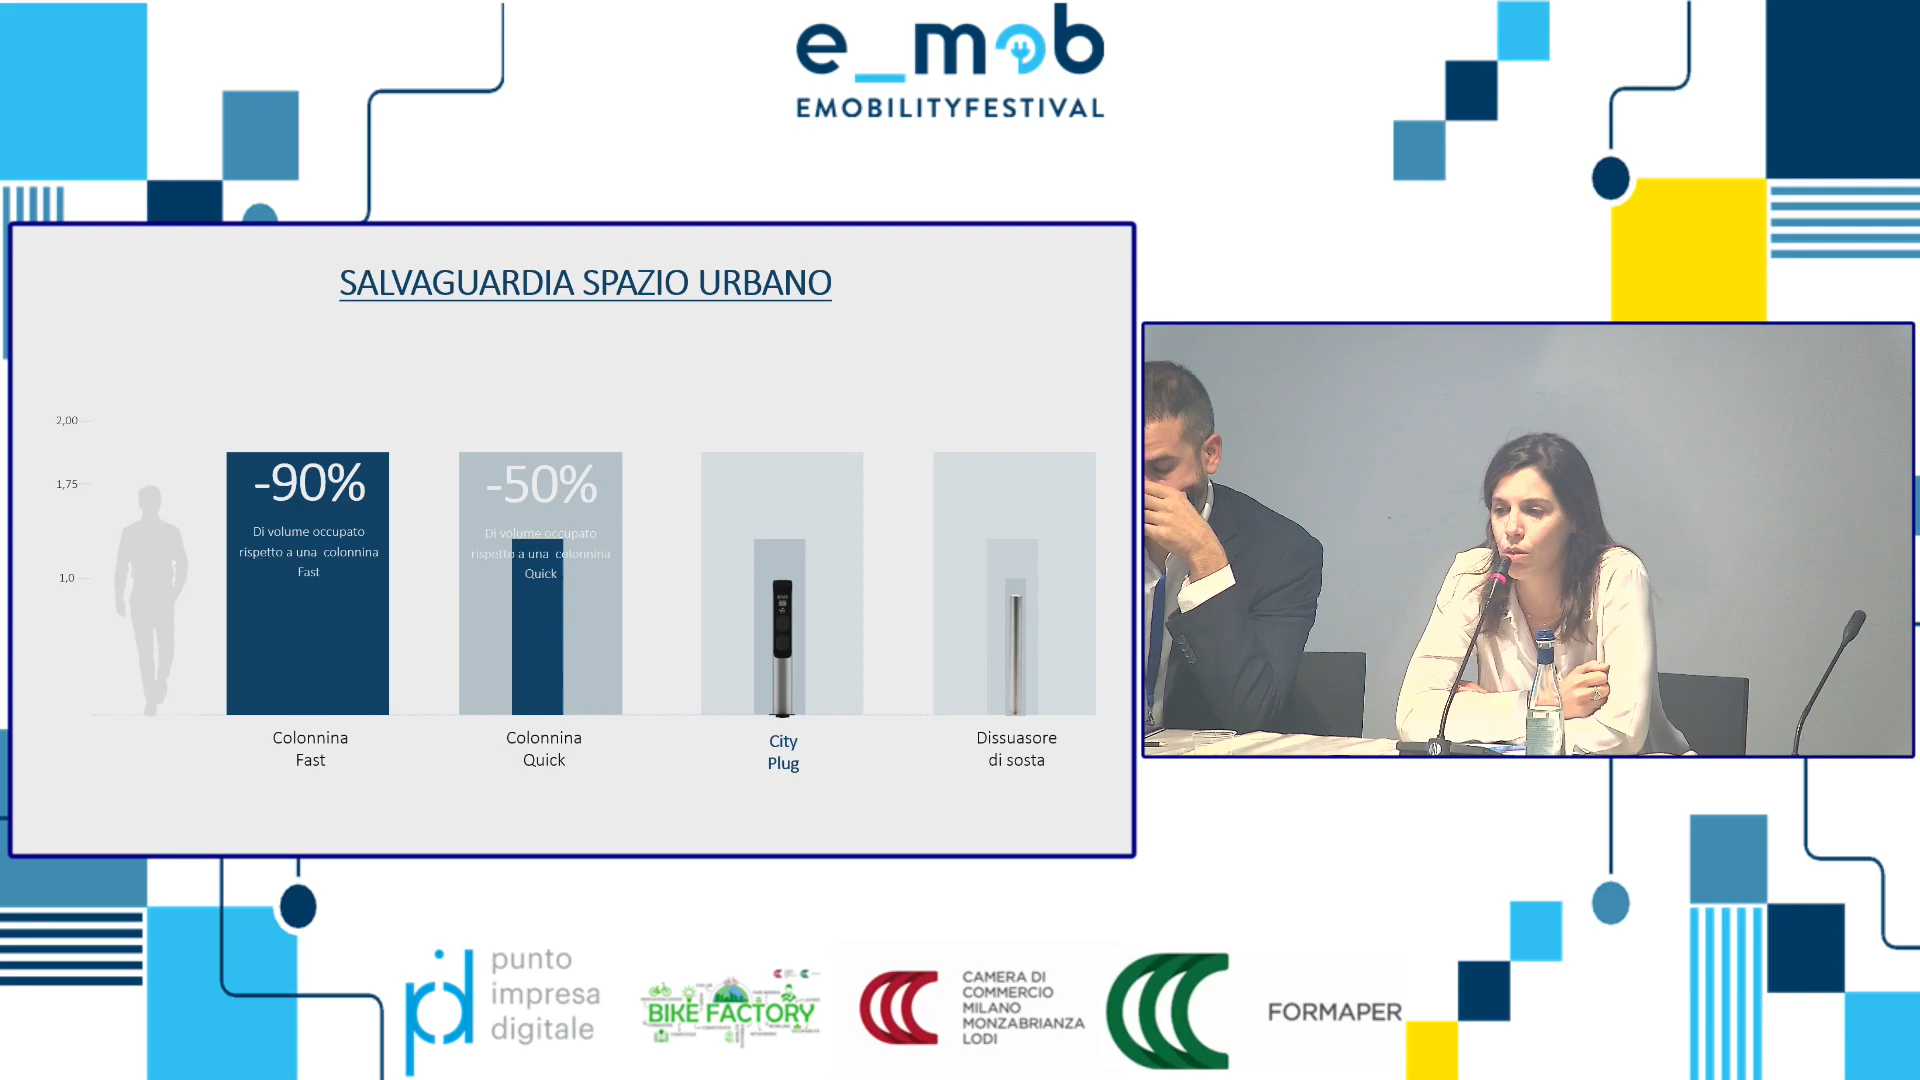 e_mob
EMOBILITYFESTIVAL
SALVAGUARDIA SPAZIO URBANO
2,00
1,75
1,0
-90%
Di volume occupato
rispetto a una colonnina
Fast
-50%
Di volume occupato
rispetto a una colonnina
Quick
Colonnina
Fast
Colonnina
Quick
City
Plug
Dissuasore
di sosta
pid
punto
impresa
digitale
BIKE FACTORY
CAMERA DI
COMMERCIO
MILANO
MONZABRIANZA
LODI
FORMAPER